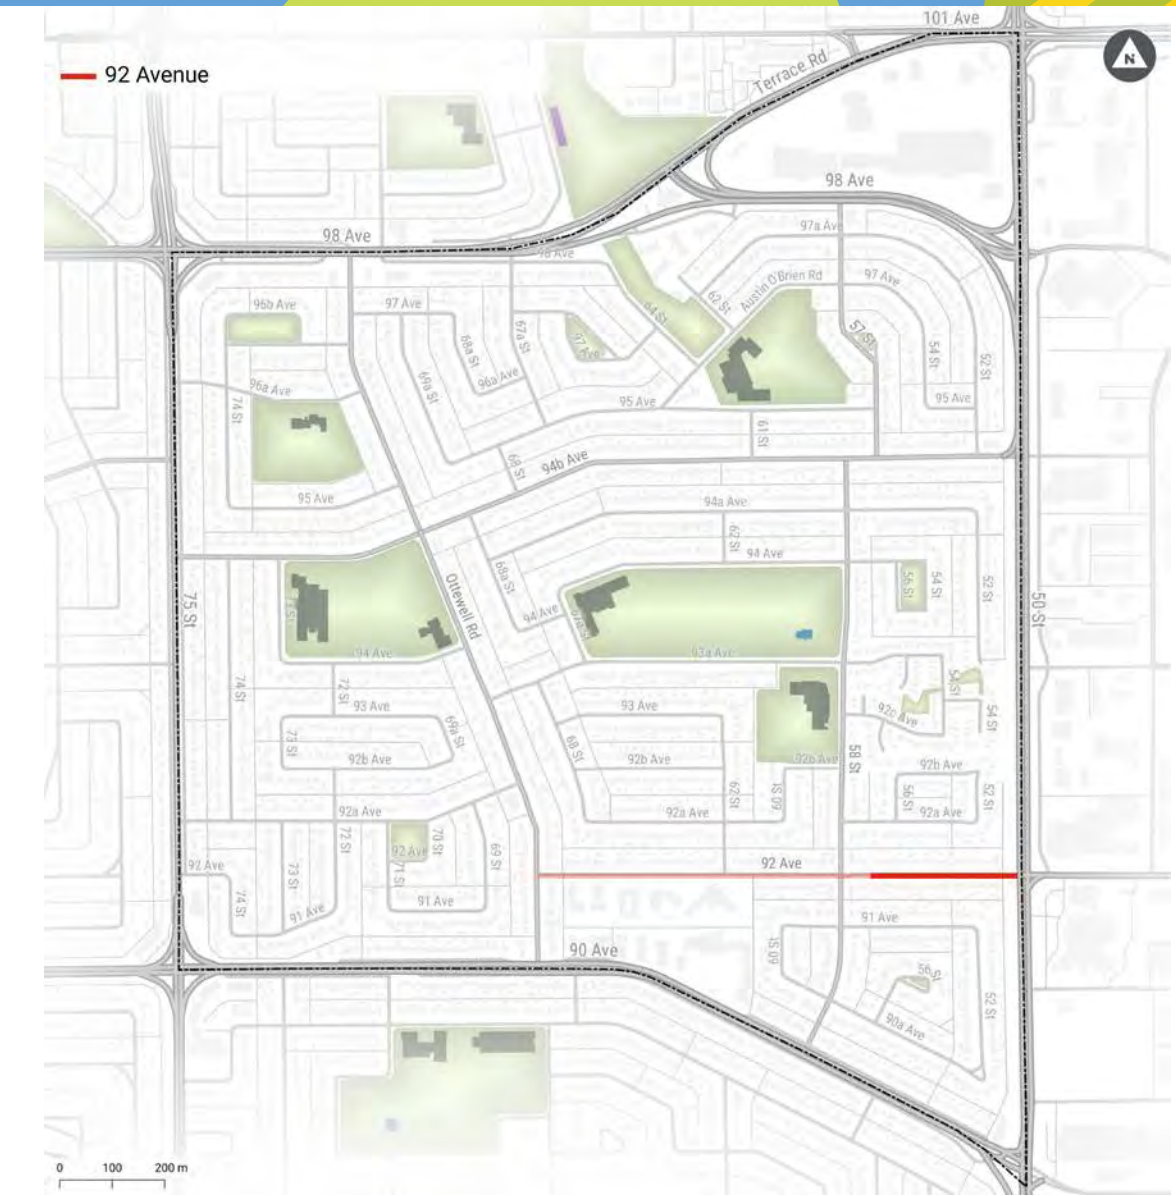 101 Ave
Terrace Rd
N
92 Avenue
98 Ave
98 Ave
97a Ave
98 Ave
Austin O'Brien Rd
97 Ave
96b Ave
97 Ave
62 St
64 St
67a St
68a St
97 Ave
57 St
54 St
52 St
96a Ave
69a St
96a Ave
74 St
95 Ave
95 Ave
61 St
68 St
94b Ave
95 Ave
94a Ave
62 St
94 Ave
68a St
Ottewell Rd
56 St
54 St
52 St
75 St
50 St
94 Ave
94 Ave
93a Ave
74 St
72 St
93 Ave
93 Ave
54 St
54 St
92c Ave
69a St
73 St
68 St
92b Ave
92b Ave
92b Ave
58 St
92b Ave
62 St
60 St
56 St
52 St
92a Ave
92a Ave
92a Ave
72 St
70 St
69 St
92 Ave
92 Ave
92 Ave
73 St
71 St
74 St
91 Ave
91 Ave
91 Ave
90 Ave
60 St
56 St
52 St
90a Ave
0 100 200 m